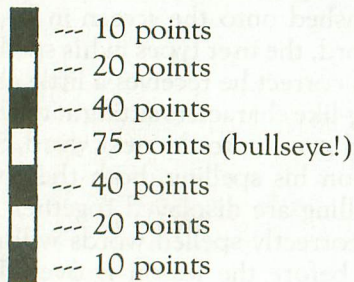 --- 10 points
--- 20 points
--- 40 points
--- 75 points (bullseye!)
--- 40 points
--- 20 points
--- 10 points